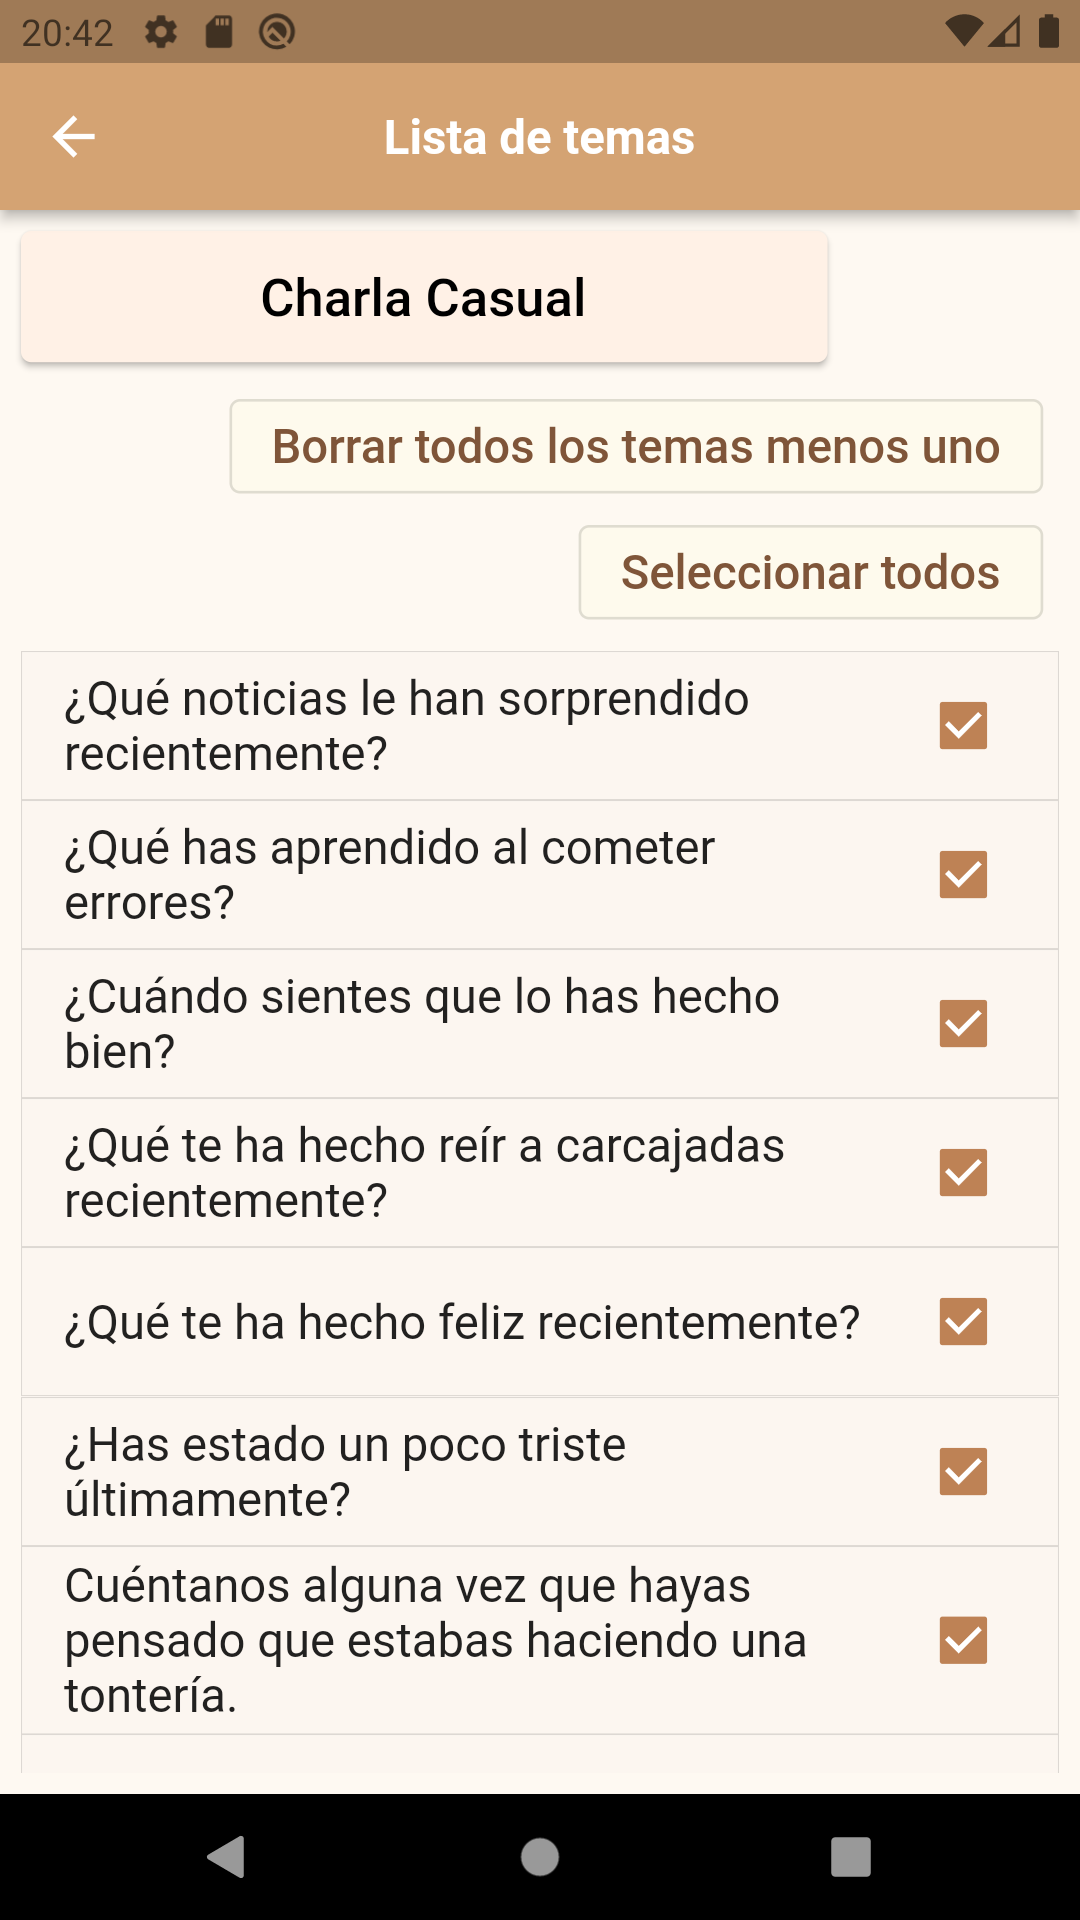 20:42
Lista de temas
Charla Casual
Borrar todos los temas menos uno
Seleccionar todos
¿Qué noticias le han sorprendido
recientemente?
¿Qué has aprendido al cometer
errores?
¿Cuándo sientes que lo has hecho
bien?
¿Qué te ha hecho reír a carcajadas
recientemente?
¿Qué te ha hecho feliz recientemente?
¿Has estado un poco triste
últimamente?
Cuéntanos alguna vez que hayas
pensado que estabas haciendo una
tontería.